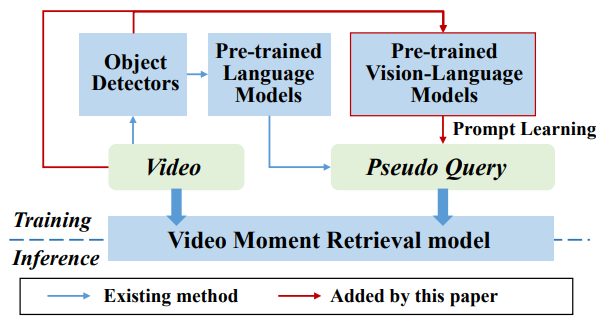 Object
Detectors
Pre-trained
Language
Models
Pre-trained
Vision-Language
Models
Prompt Learning
Video
Pseudo Query
Training
Video Moment Retrieval model
Inference
Existing method
Added by this paper